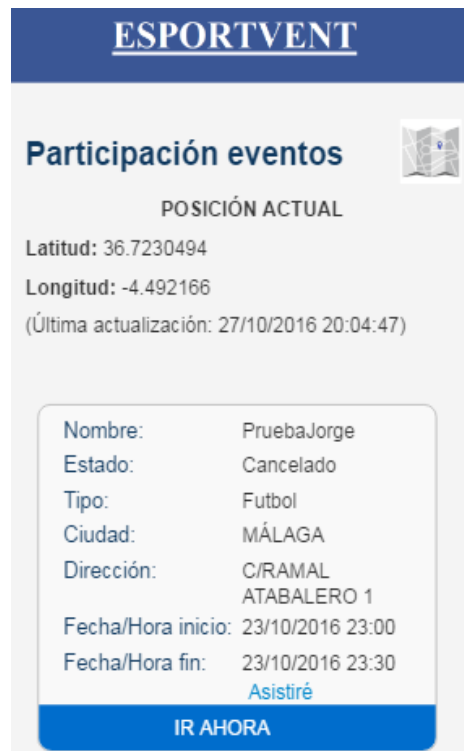 ESPORTVENT
Participación eventos
POSICIÓN ACTUAL
Latitud: 36.7230494
Longitud: -4.492166
(Última actualización: 27/10/2016 20:04:47)
Nombre: PruebaJorge
Estado: Cancelado
Tipo: Futbol
Ciudad: MÁLAGA
Dirección: C/RAMAL
ATABALERO 1
Fecha/Hora inicio: 23/10/2016 23:00
Fecha/Hora fin: 23/10/2016 23:30
Asistiré
IR AHORA